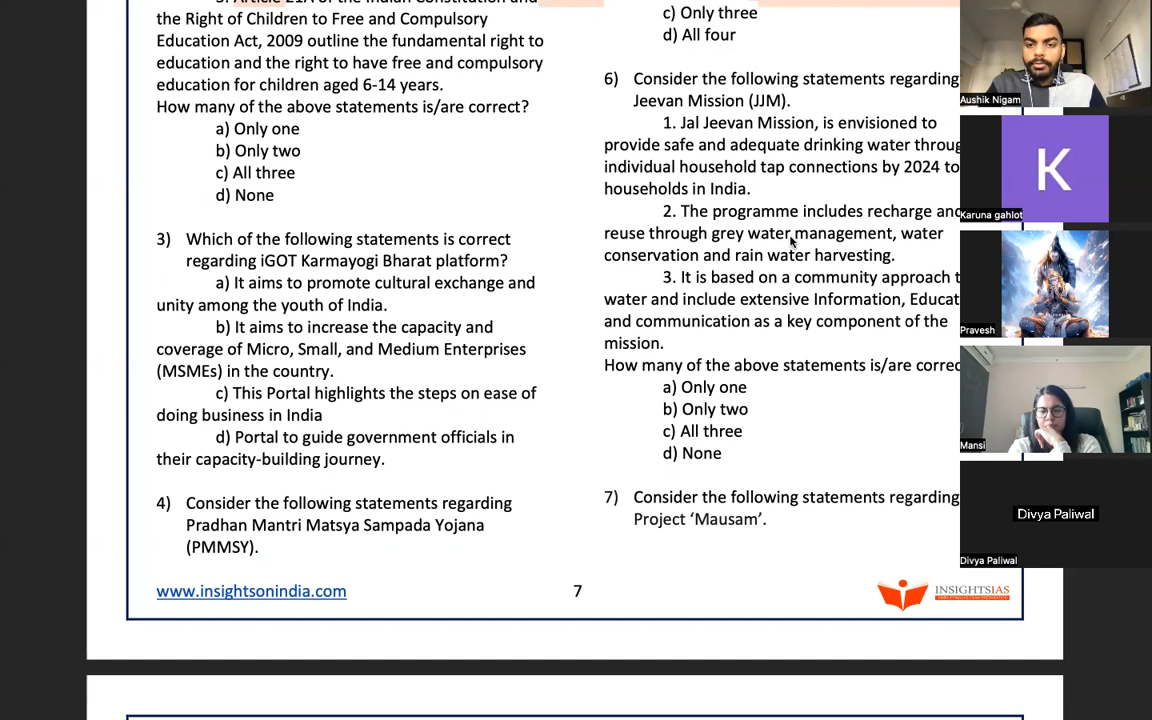 3. Article 21A of the Indian Constitution and
the Right of Children to Free and Compulsory
Education Act, 2009 outline the fundamental right to
education and the right to have free and compulsory
education for children aged 6-14 years.
How many of the above statements is/are correct?
a) Only one
b) Only two
c) All three
d) None
3) Which of the following statements is correct
regarding iGOT Karmayogi Bharat platform?
a) It aims to promote cultural exchange and
unity among the youth of India.
b) It aims to increase the capacity and
coverage of Micro, Small, and Medium Enterprises
(MSMEs) in the country.
c) This Portal highlights the steps on ease of
doing business in India
d) Portal to guide government officials in
their capacity-building journey.
4) Consider the following statements regarding
Pradhan Mantri Matsya Sampada Yojana
(PMMSY).
c) Only three
d) All four
6) Consider the following statements regarding
Jeevan Mission (JJM).
1. Jal Jeevan Mission, is envisioned to
provide safe and adequate drinking water throug
individual household tap connections by 2024 to
households in India.
2. The programme includes recharge and
reuse through grey water management, water
conservation and rain water harvesting.
3. It is based on a community approach t
water and include extensive Information, Educat
and communication as a key component of the
mission.
How many of the above statements is/are correc
a) Only one
b) Only two
c) All three
d) None
7) Consider the following statements regarding
Project ‘Mausam’.
www.insightsonindia.com
7
INSIGHTSIAS
Aushik Nigam
K
Karuna gahlot
Pravesh
Mansi
Divya Paliwal
Divya Paliwal